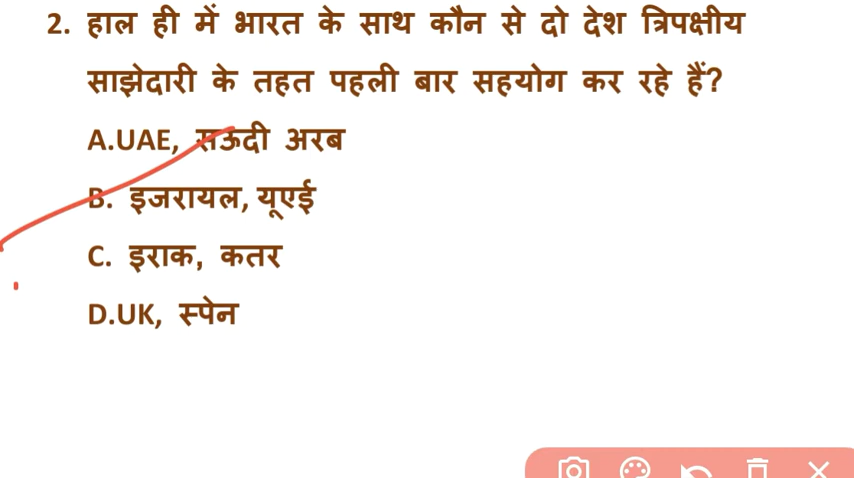 2. हाल ही में भारत के साथ कौन से दो देश त्रिपक्षीय
साझेदारी के तहत पहली बार सहयोग कर रहे हैं?
A.UAE, सऊदी अरब
B. इजरायल, यूएई
C. इराक, कतर
D.UK, स्पेन